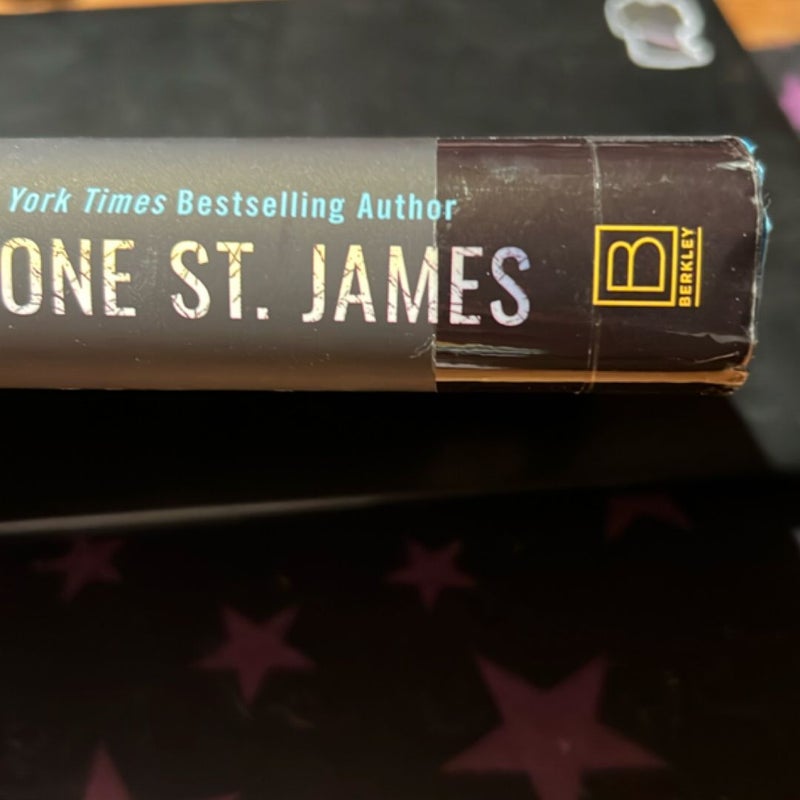 York Times Bestselling Author
ONE ST. JAMES
B
BERKLEY